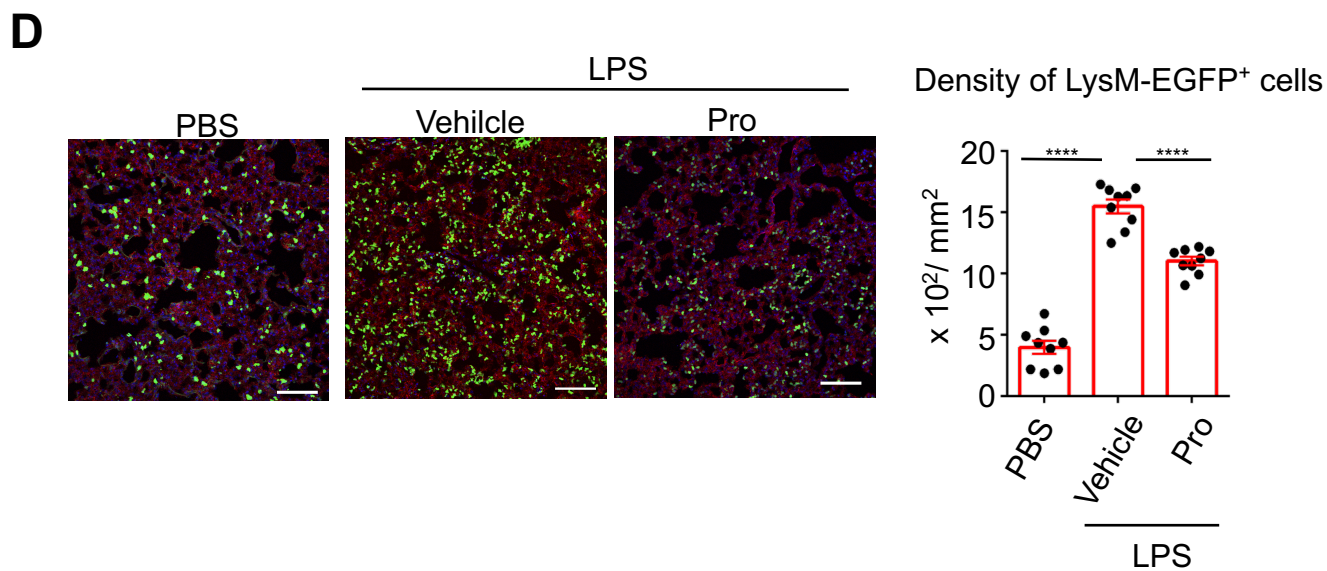 D
LPS
PBS
Vehilcle
Pro
Density of LysM-EGFP⁺ cells
x 10²/ mm²
20
15
10
5
0
****
****
PBS
Vehicle
Pro
LPS